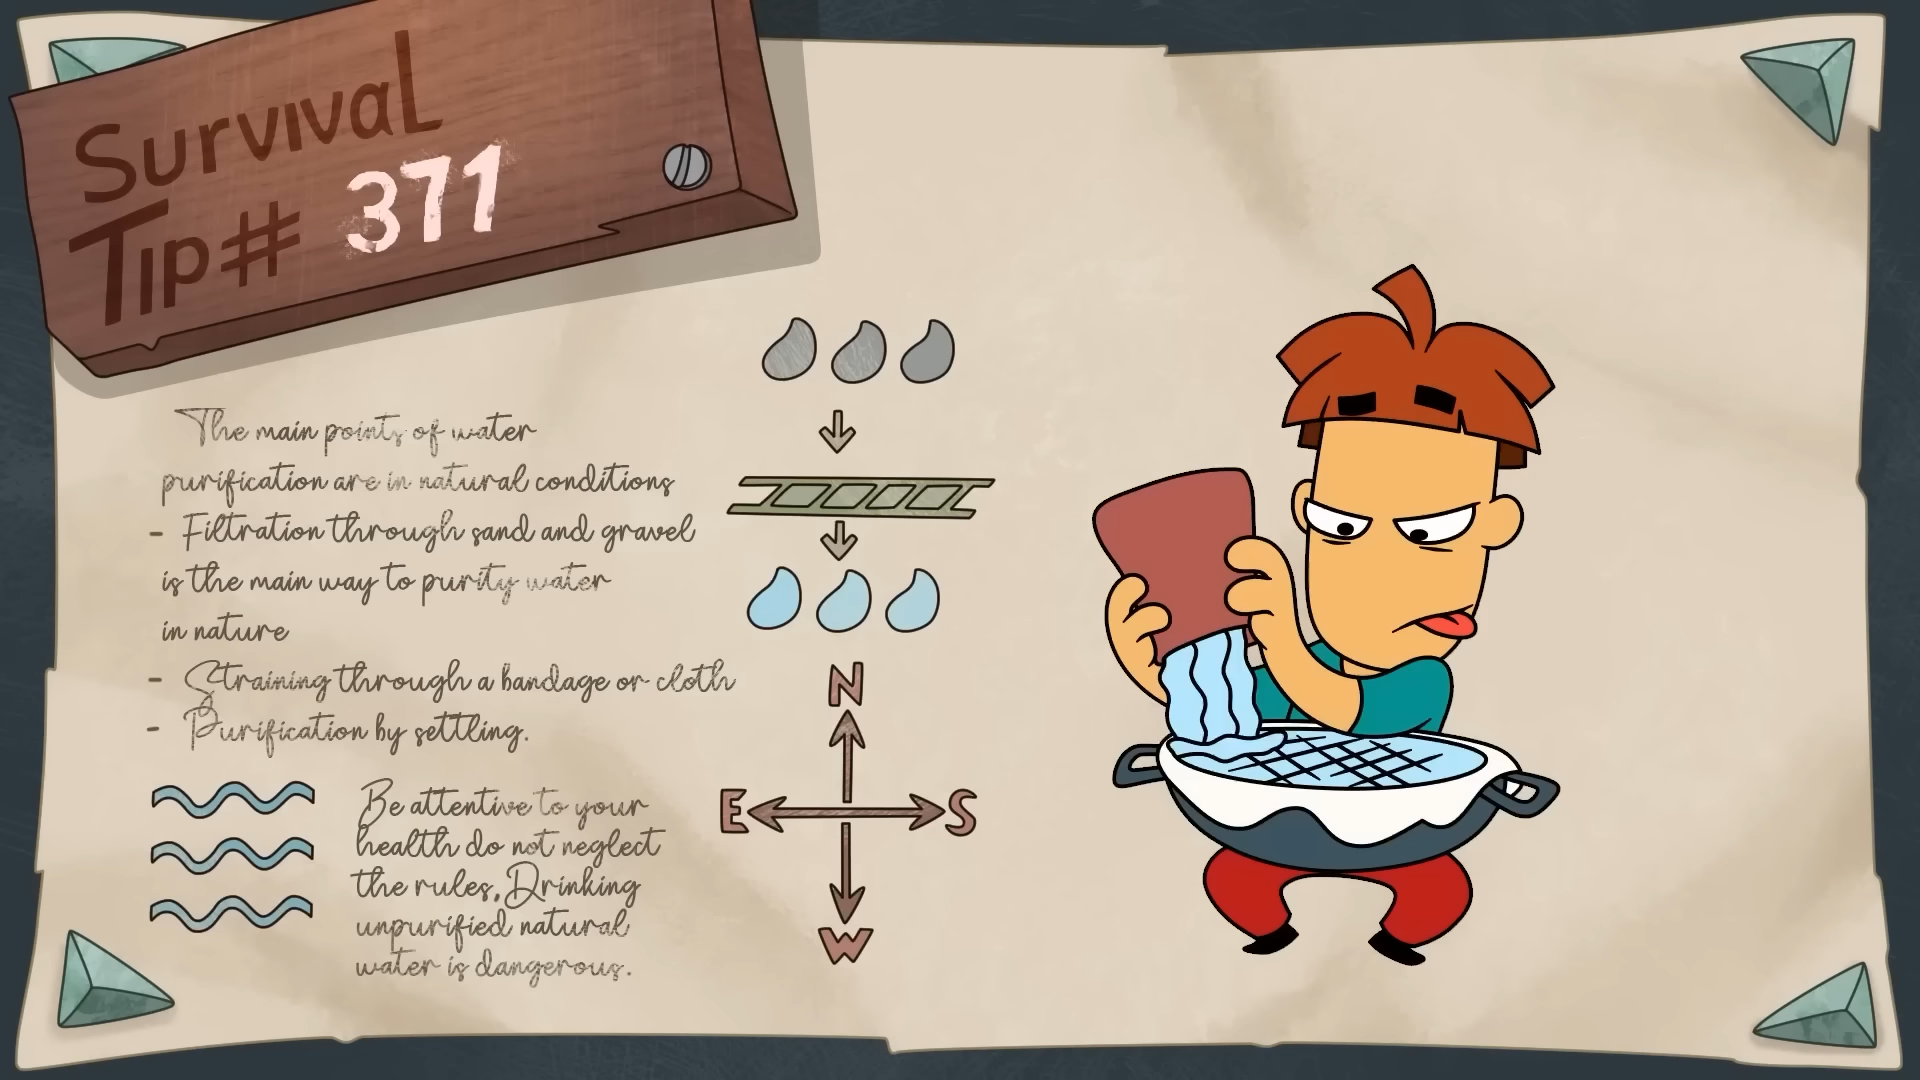 Survival
Tip# 371
The main points of water
purification are in natural conditions
- Filtration through sand and gravel
is the main way to purity water
in nature
- Straining through a bandage or cloth
- Purification by settling.
Be attentive to your
health do not neglect
the rules. Drinking
unpurified natural
water is dangerous.
N
E S
W